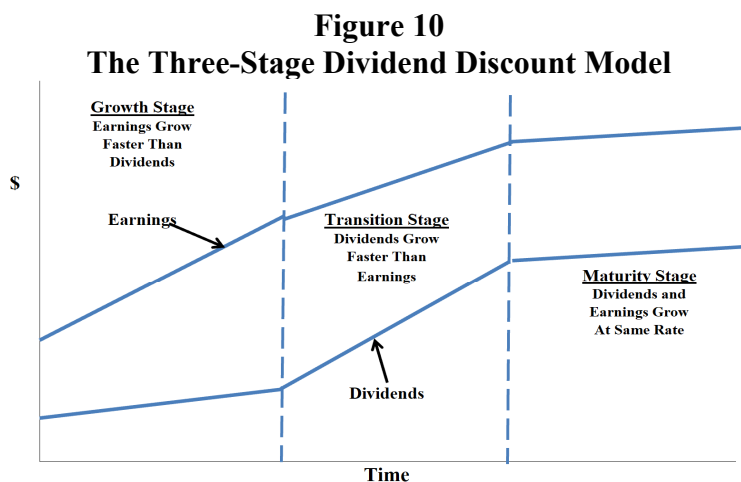 Figure 10
The Three-Stage Dividend Discount Model
Growth Stage
Earnings Grow
Faster Than
Dividends
$
Earnings
Transition Stage
Dividends Grow
Faster Than
Earnings
Maturity Stage
Dividends and
Earnings Grow
At Same Rate
Dividends
Time